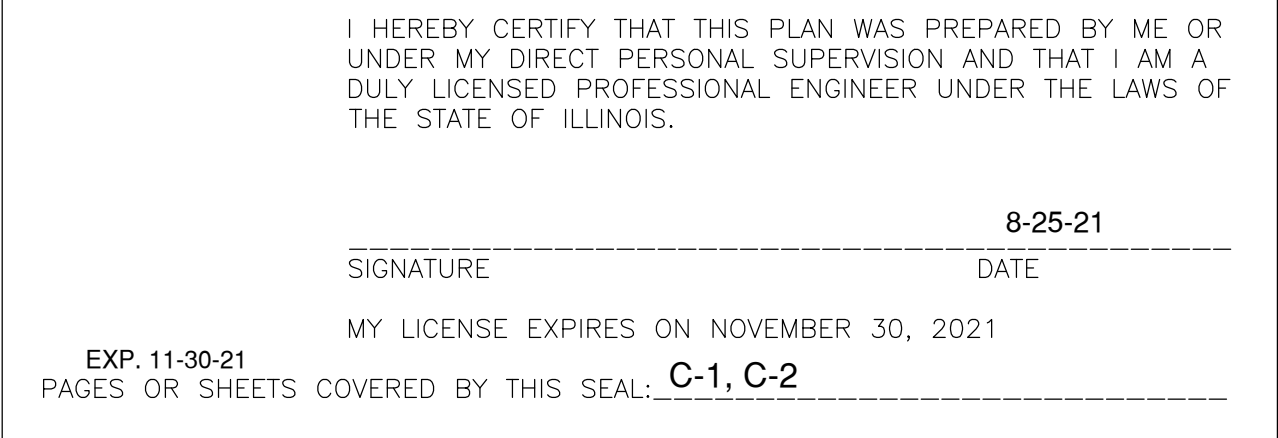 I HEREBY CERTIFY THAT THIS PLAN WAS PREPARED BY ME OR
UNDER MY DIRECT PERSONAL SUPERVISION AND THAT I AM A
DULY LICENSED PROFESSIONAL ENGINEER UNDER THE LAWS OF
THE STATE OF ILLINOIS.
8-25-21
SIGNATURE DATE
MY LICENSE EXPIRES ON NOVEMBER 30, 2021
EXP. 11-30-21
PAGES OR SHEETS COVERED BY THIS SEAL: C-1, C-2